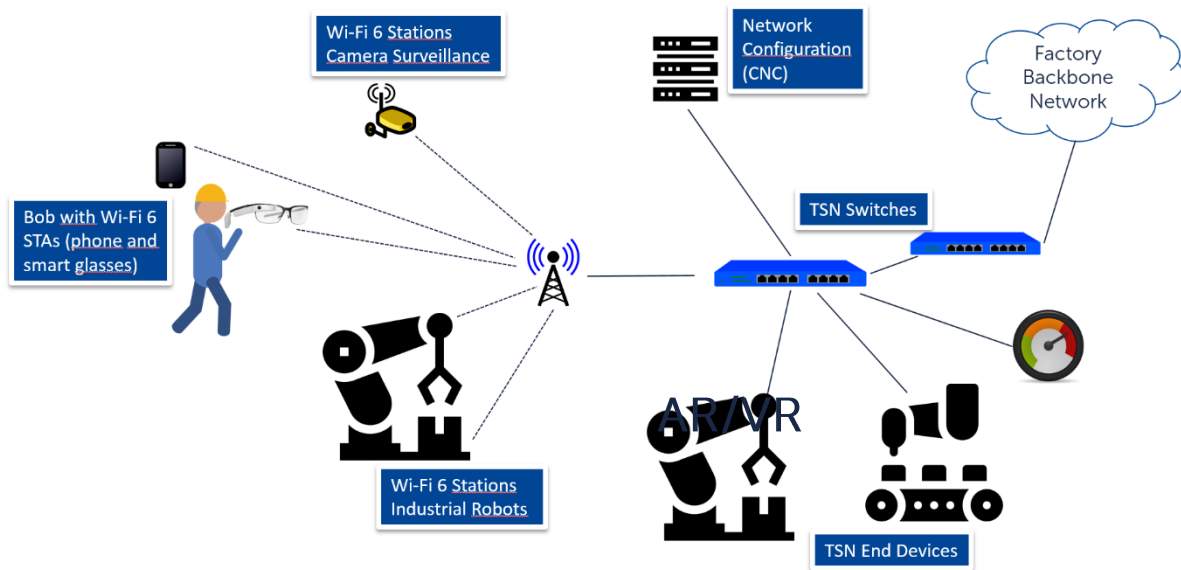 Wi-Fi 6 Stations
Camera Surveillance
Network
Configuration
(CNC)
Factory
Backbone
Network
Bob with Wi-Fi 6
STAs (phone and
smart glasses)
TSN Switches
AR/VR
Wi-Fi 6 Stations
Industrial Robots
TSN End Devices